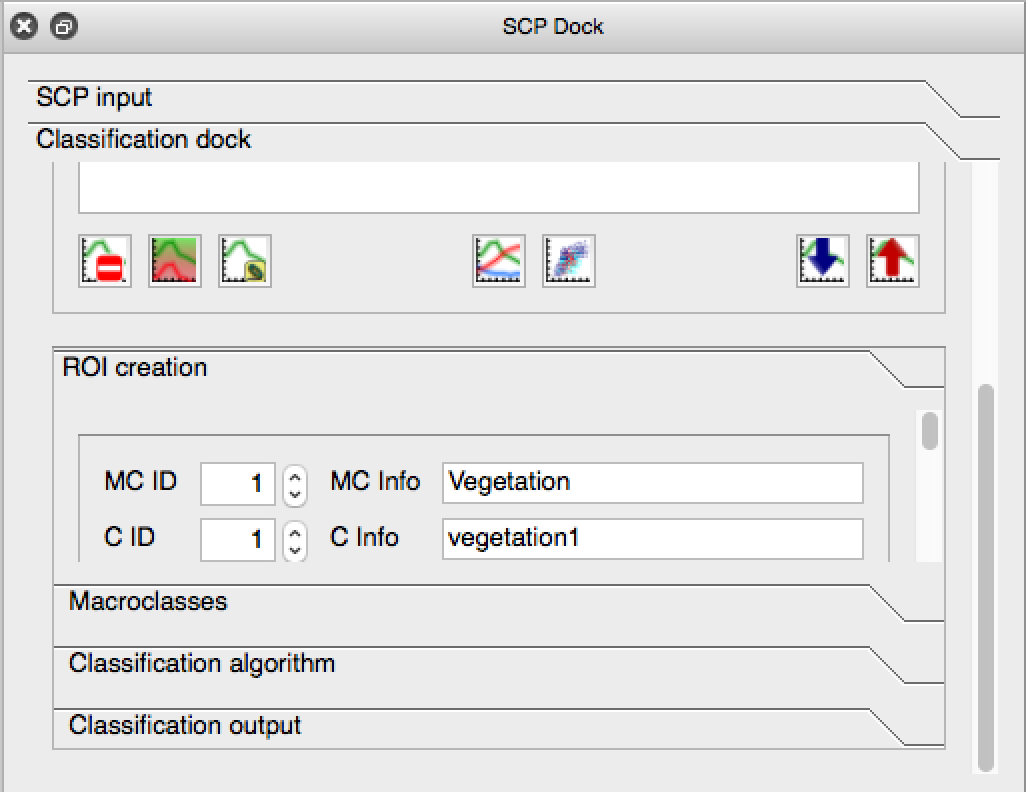 SCP Dock
SCP input
Classification dock
ROI creation
MC ID 1 MC Info Vegetation
C ID 1 C Info vegetation1
Macroclasses
Classification algorithm
Classification output